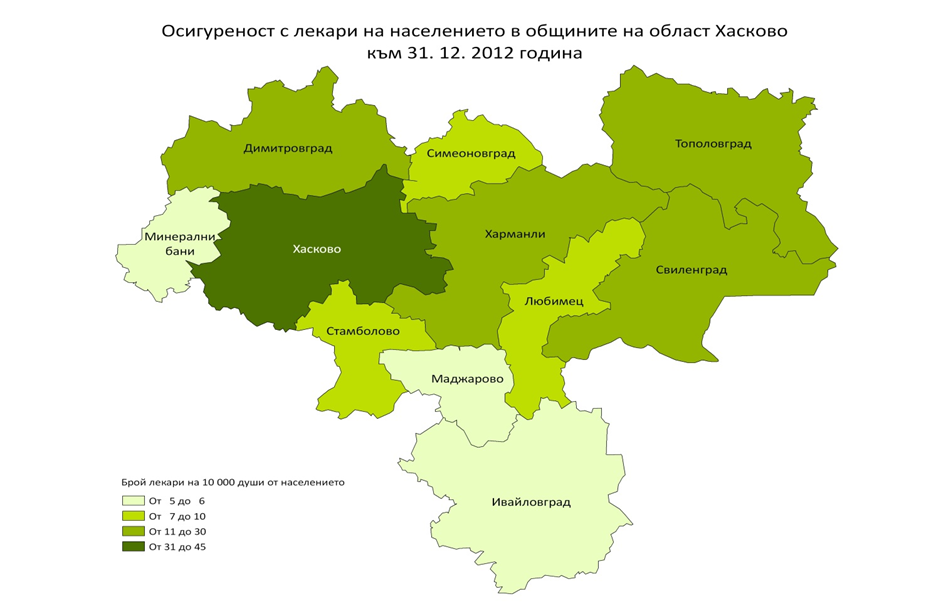 Осигуреност с лекари на населението в общините на област Хасково
към 31. 12. 2012 година
Димитровград
Симеоновград
Тополовград
Минерални
бани
Хасково
Харманли
Свиленград
Любимец
Стамболово
Маджарово
Ивайловград
Брой лекари на 10 000 души от населението
От 5 до 6
От 7 до 10
От 11 до 30
От 31 до 45